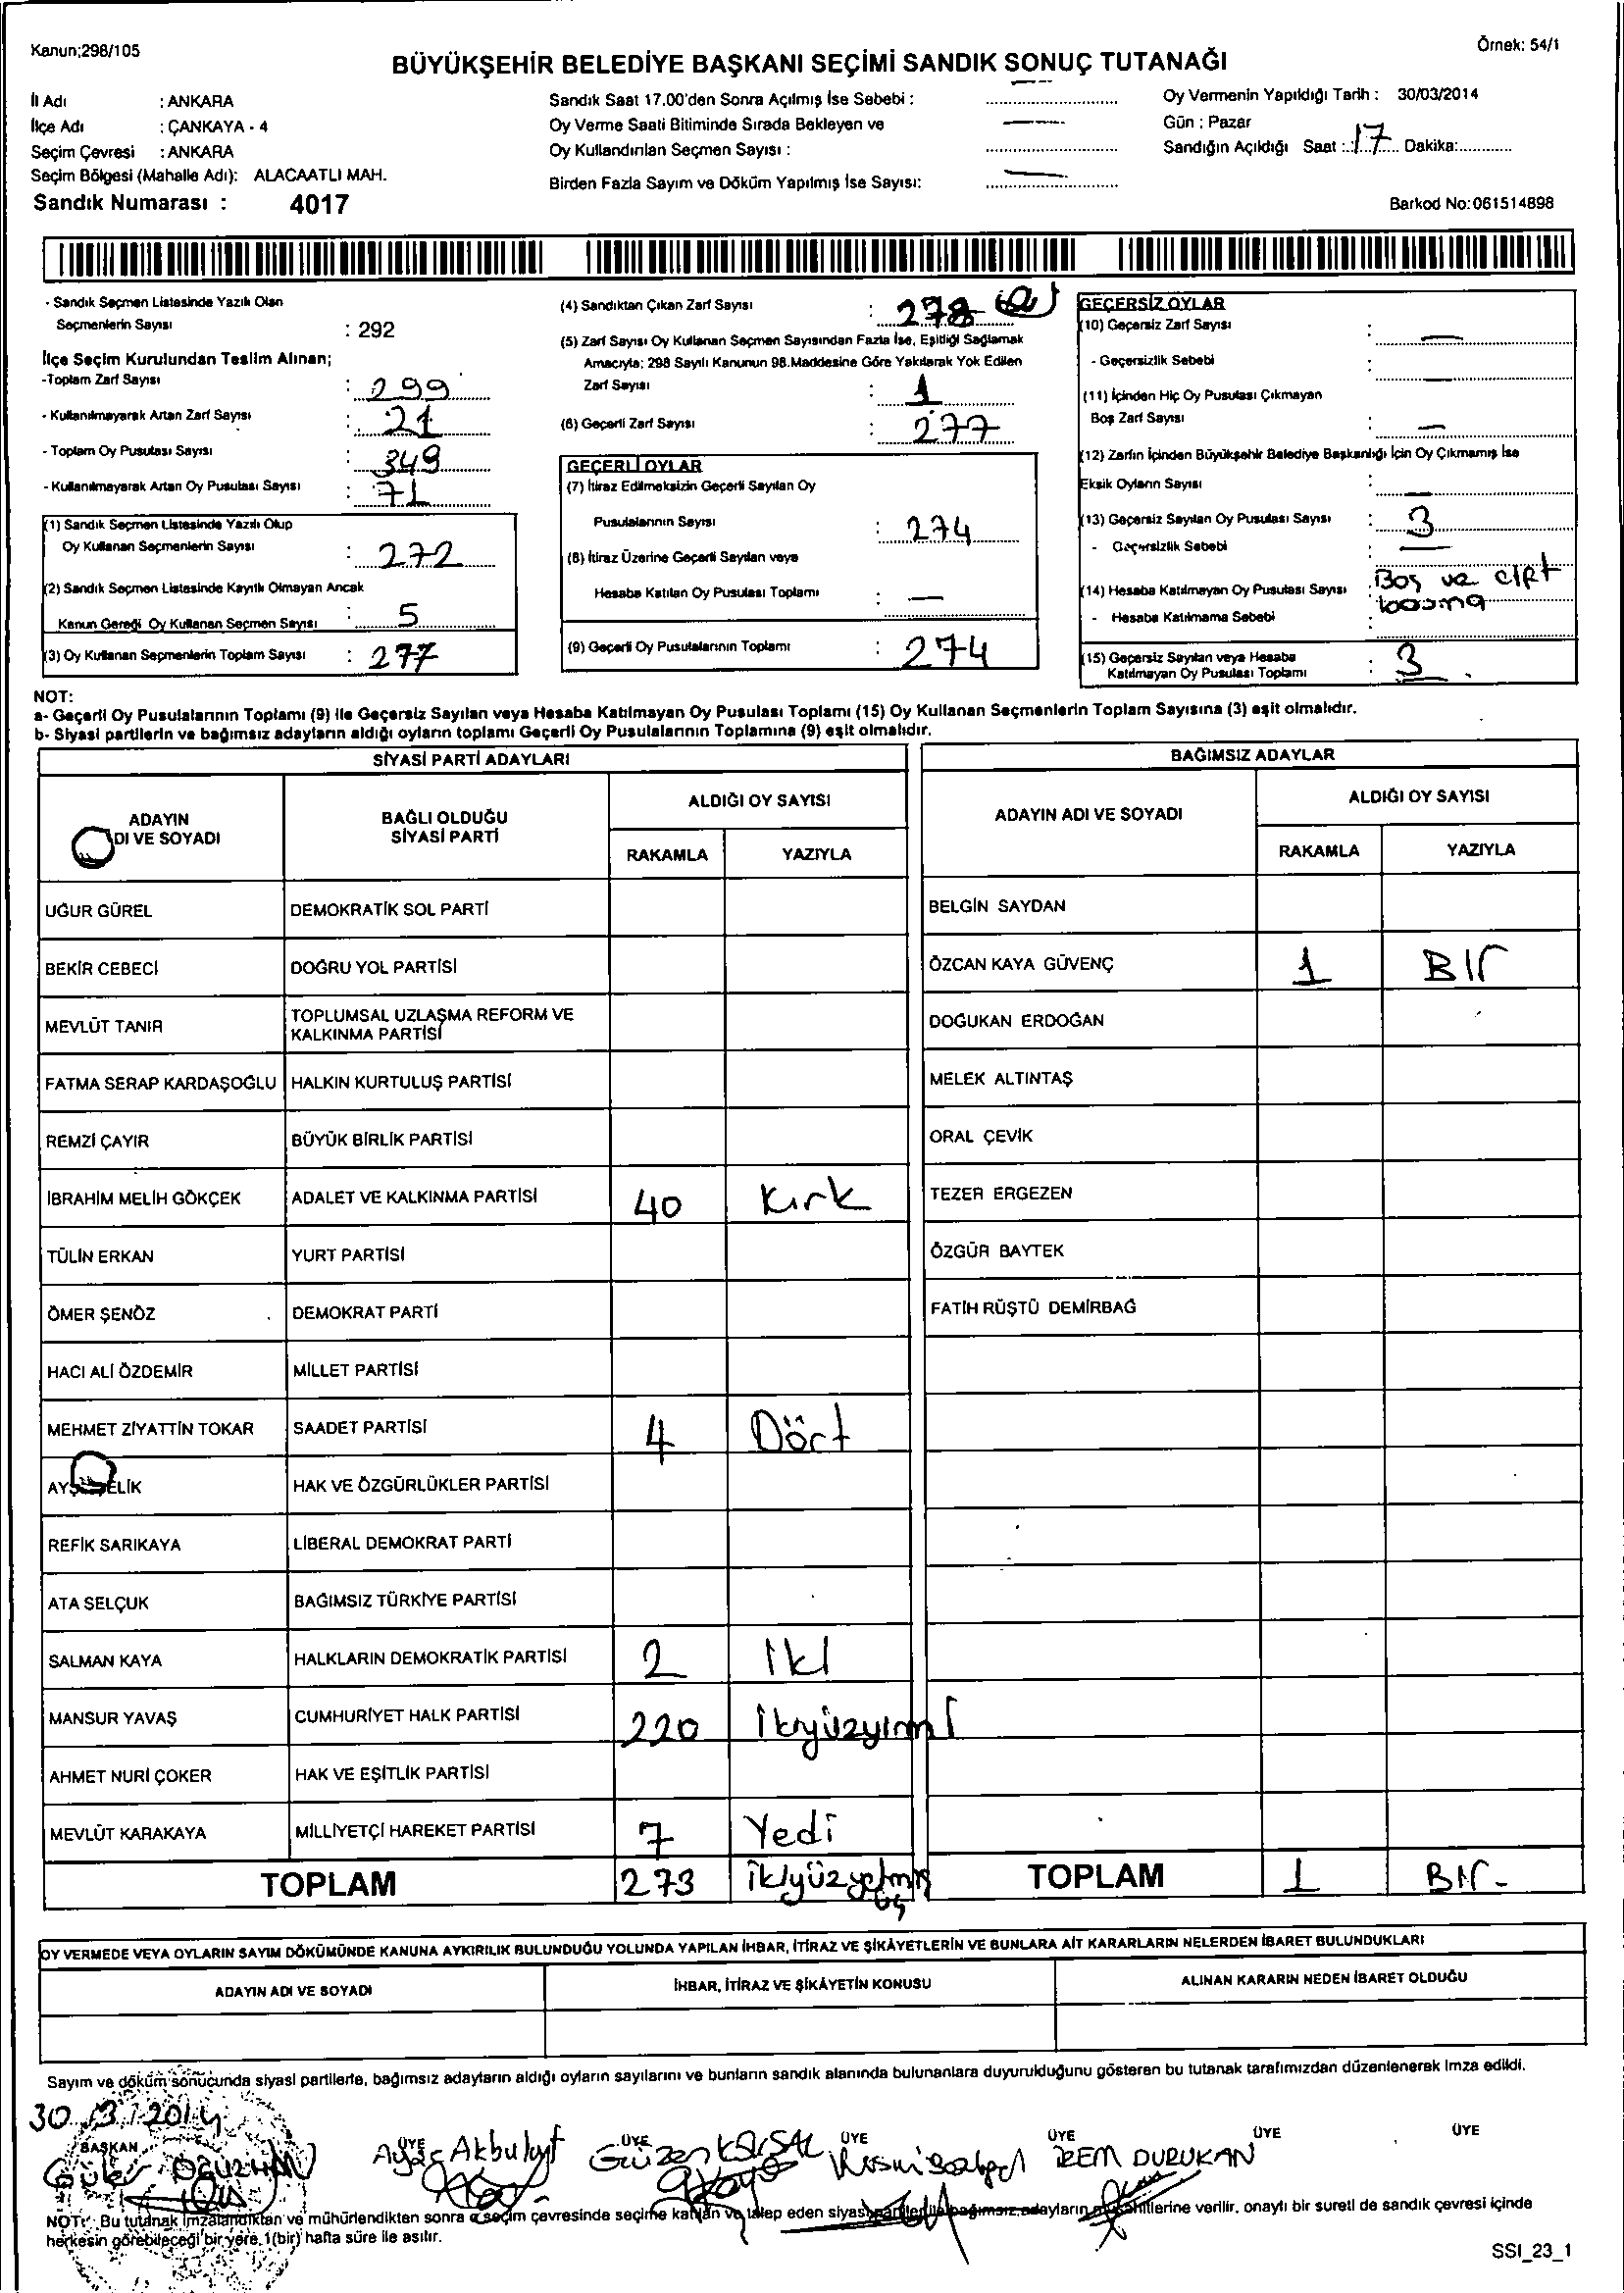 Kanun;298/105
Örnek: 54/1
BÜYÜKŞEHİR BELEDİYE BAŞKANI SEÇİMİ SANDIK SONUÇ TUTANAĞI
İl Adı : ANKARA
İlçe Adı : ÇANKAYA - 4
Seçim Çevresi : ANKARA
Seçim Bölgesi (Mahalle Adı): ALACAATLI MAH.
Sandık Numarası : 4017
Sandık Saat 17.00'den Sonra Açılmış İse Sebebi :
Oy Verme Saati Bitiminde Sırada Bekleyen ve
Oy Kullandırılan Seçmen Sayısı :
Birden Fazla Sayım ve Döküm Yapılmış İse Sayısı:
Oy Vermenin Yapıldığı Tarih : 30/03/2014
Gün : Pazar
Sandığın Açıldığı Saat : 17 Dakika:
Barkod No:061514898
- Sandık Seçmen Listesinde Yazılı Olan
Seçmenlerin Sayısı : 292
İlçe Seçim Kurulundan Teslim Alınan;
-Toplam Zarf Sayısı : 299
- Kullanılmayarak Artan Zarf Sayısı : 21
- Toplam Oy Pusulası Sayısı : 349
- Kullanılmayarak Artan Oy Pusulası Sayısı : 71
(1) Sandık Seçmen Listesinde Yazılı Olup
Oy Kullanan Seçmenlerin Sayısı : 272
(2) Sandık Seçmen Listesinde Kayıtlı Olmayan Ancak
Kanun Gereği Oy Kullanan Seçmen Sayısı : 5
(3) Oy Kullanan Seçmenlerin Toplam Sayısı : 277
(4) Sandıktan Çıkan Zarf Sayısı : 278
(5) Zarf Sayısı Oy Kullanan Seçmen Sayısından Fazla İse, Eşitliği Sağlamak
Amacıyla; 298 Sayılı Kanunun 98.Maddesine Göre Yakılarak Yok Edilen
Zarf Sayısı : 1
(6) Geçerli Zarf Sayısı : 277
GEÇERLİ OYLAR
(7) İtiraz Edilmeksizin Geçerli Sayılan Oy
Pusulalarının Sayısı : 274
(8) İtiraz Üzerine Geçerli Sayılan veya
Hesaba Katılan Oy Pusulası Toplamı : —
(9) Geçerli Oy Pusulalarının Toplamı : 274
GEÇERSİZ OYLAR
(10) Geçersiz Zarf Sayısı : —
- Geçersizlik Sebebi :
(11) İçinden Hiç Oy Pusulası Çıkmayan
Boş Zarf Sayısı : —
(12) Zarfın İçinden Büyükşehir Belediye Başkanlığı İçin Oy Çıkmamış İse
Eksik Oyların Sayısı : —
(13) Geçersiz Sayılan Oy Pusulası Sayısı : 3
- Geçersizlik Sebebi : —
(14) Hesaba Katılmayan Oy Pusulası Sayısı : Boş ve çift
- Hesaba Katılmama Sebebi : basma
(15) Geçersiz Sayılan veya Hesaba
Katılmayan Oy Pusulası Toplamı : 3
NOT:
a- Geçerli Oy Pusulalarının Toplamı (9) ile Geçersiz Sayılan veya Hesaba Katılmayan Oy Pusulası Toplamı (15) Oy Kullanan Seçmenlerin Toplam Sayısına (3) eşit olmalıdır.
b- Siyasi partilerin ve bağımsız adayların aldığı oyların toplamı Geçerli Oy Pusulalarının Toplamına (9) eşit olmalıdır.
SİYASİ PARTİ ADAYLARI
ADAYIN
DI VE SOYADI
BAĞLI OLDUĞU
SİYASİ PARTİ
ALDIĞI OY SAYISI
RAKAMLA YAZIYLA
UĞUR GÜREL DEMOKRATİK SOL PARTİ
BEKİR CEBECİ DOĞRU YOL PARTİSİ
MEVLÜT TANIR TOPLUMSAL UZLAŞMA REFORM VE
KALKINMA PARTİSİ
FATMA SERAP KARDAŞOĞLU HALKIN KURTULUŞ PARTİSİ
REMZİ ÇAYIR BÜYÜK BİRLİK PARTİSİ
İBRAHİM MELİH GÖKÇEK ADALET VE KALKINMA PARTİSİ 40 Kırk
TÜLİN ERKAN YURT PARTİSİ
ÖMER ŞENÖZ DEMOKRAT PARTİ
HACI ALİ ÖZDEMİR MİLLET PARTİSİ
MEHMET ZİYATTİN TOKAR SAADET PARTİSİ 4 Dört
HAK VE ÖZGÜRLÜKLER PARTİSİ
REFİK SARIKAYA LİBERAL DEMOKRAT PARTİ
ATA SELÇUK BAĞIMSIZ TÜRKİYE PARTİSİ
SALMAN KAYA HALKLARIN DEMOKRATİK PARTİSİ 2 İki
MANSUR YAVAŞ CUMHURİYET HALK PARTİSİ 220 İkiyüzyirmi
AHMET NURİ ÇOKER HAK VE EŞİTLİK PARTİSİ
MEVLÜT KARAKAYA MİLLİYETÇİ HAREKET PARTİSİ 7 Yedi
TOPLAM 273 ikiyüzyetmiş
üç
BAĞIMSIZ ADAYLAR
ADAYIN ADI VE SOYADI
ALDIĞI OY SAYISI
RAKAMLA YAZIYLA
BELGİN SAYDAN
ÖZCAN KAYA GÜVENÇ 1 Bir
DOĞUKAN ERDOĞAN
MELEK ALTINTAŞ
ORAL ÇEVİK
TEZER ERGEZEN
ÖZGÜR BAYTEK
FATİH RÜŞTÜ DEMİRBAĞ
TOPLAM 1 Bir-
OY VERMEDE VEYA OYLARIN SAYIM DÖKÜMÜNDE KANUNA AYKIRILIK BULUNDUĞU YOLUNDA YAPILAN İHBAR, İTİRAZ VE ŞİKÂYETLERİN VE BUNLARA AİT KARARLARIN NELERDEN İBARET BULUNDUKLARI
ADAYIN ADI VE SOYADI İHBAR, İTİRAZ VE ŞİKÂYETİN KONUSU ALINAN KARARIN NEDEN İBARET OLDUĞU
Sayım ve döküm sonucunda siyasi partilerle, bağımsız adayların aldığı oyların sayılarını ve bunların sandık alanında bulunanlara duyurulduğunu gösteren bu tutanak tarafımızdan düzenlenerek imza edildi.
30/3/2014
BAŞKAN ÜYE ÜYE ÜYE ÜYE ÜYE ÜYE
Güler OĞUZHAN Akbulut Güzen İREM DURUKAN
NOT: Bu tutanak imzalandıktan ve mühürlendikten sonra o seçim çevresinde seçime katılan ve talep eden siyasi partiler ile bağımsız adayların müşahitlerine verilir, onaylı bir sureti de sandık çevresi içinde
herkesin görebileceği bir yere, 1(bir) hafta süre ile asılır.
SSI_23_1